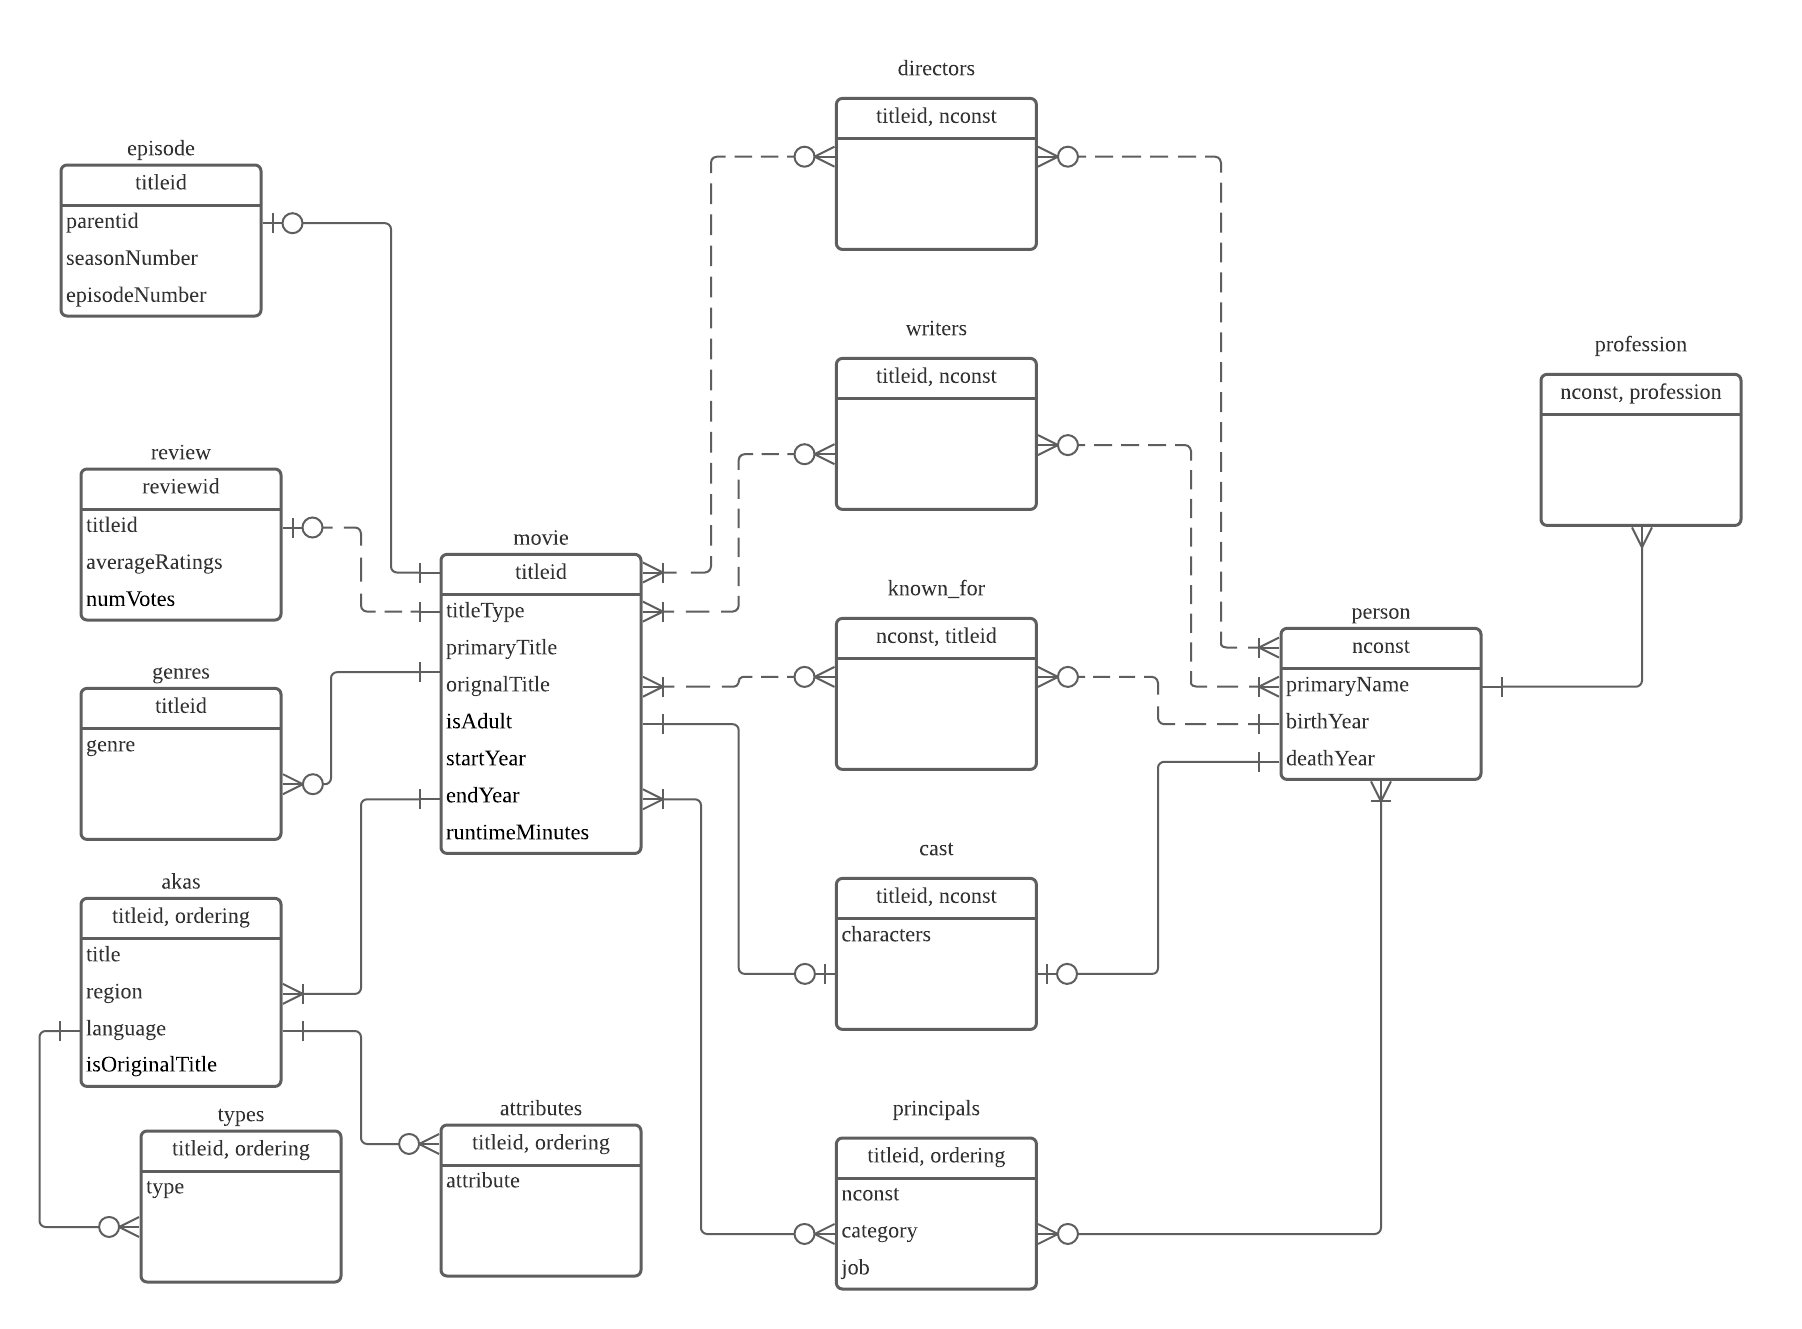 directors
titleid, nconst
episode
titleid
parentid
seasonNumber
episodeNumber
writers
titleid, nconst
profession
nconst, profession
review
reviewid
titleid
averageRatings
numVotes
movie
titleid
titleType
primaryTitle
orignalTitle
isAdult
startYear
endYear
runtimeMinutes
known_for
nconst, titleid
person
nconst
primaryName
birthYear
deathYear
genres
titleid
genre
cast
titleid, nconst
characters
akas
titleid, ordering
title
region
language
isOriginalTitle
types
titleid, ordering
type
attributes
titleid, ordering
attribute
principals
titleid, ordering
nconst
category
job